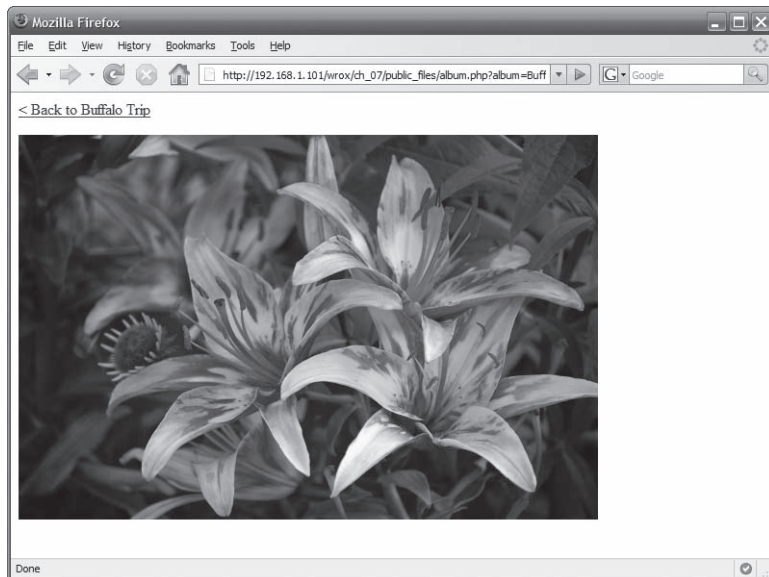 Mozilla Firefox
File Edit View History Bookmarks Tools Help
http://192.168.1.101/wrox/ch_07/public_files/album.php?album=Buff
G Google
< Back to Buffalo Trip
Done